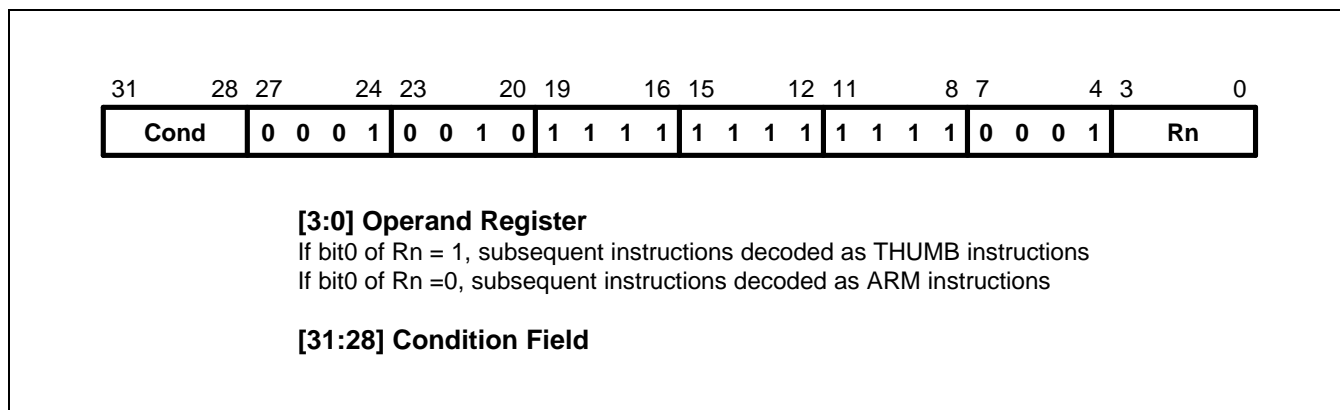 31 28 27 24 23 20 19 16 15 12 11 8 7 4 3 0
Cond 0 0 0 1 0 0 1 0 1 1 1 1 1 1 1 1 1 1 1 1 0 0 0 1 Rn
[3:0] Operand Register
If bit0 of Rn = 1, subsequent instructions decoded as THUMB instructions
If bit0 of Rn =0, subsequent instructions decoded as ARM instructions
[31:28] Condition Field